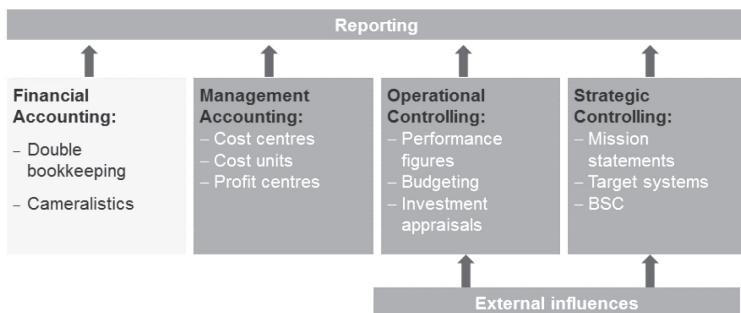 Reporting
Financial
Accounting:
– Double
bookkeeping
– Cameralistics
Management
Accounting:
– Cost centres
– Cost units
– Profit centres
Operational
Controlling:
– Performance
figures
– Budgeting
– Investment
appraisals
Strategic
Controlling:
– Mission
statements
– Target systems
– BSC
External influences